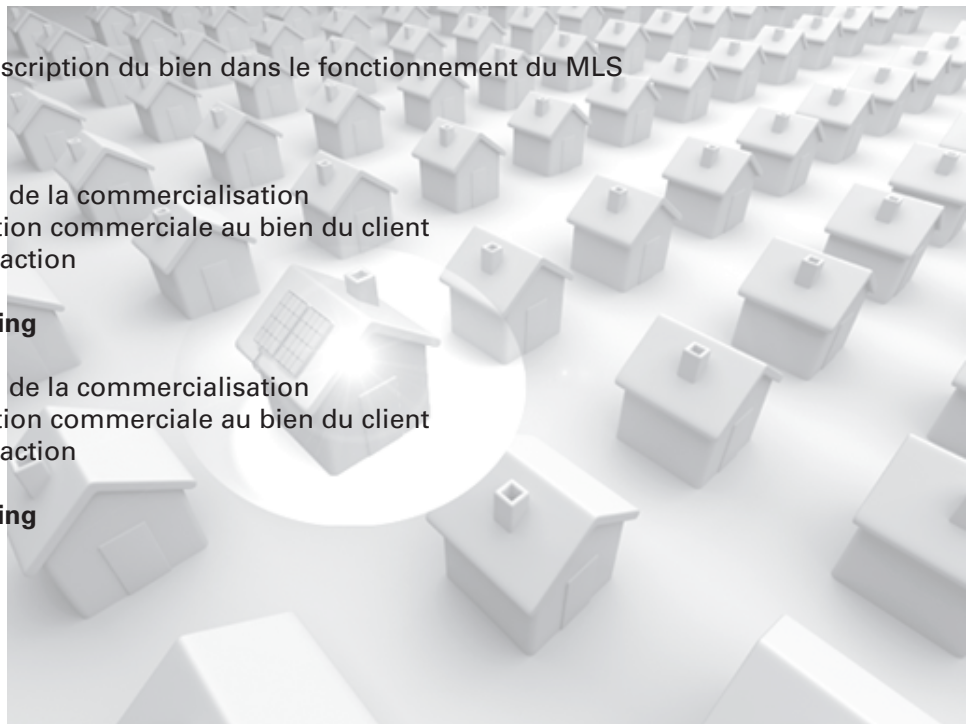 scription du bien dans le fonctionnement du MLS
de la commercialisation
tion commerciale au bien du client
action
ing
de la commercialisation
tion commerciale au bien du client
action
ing